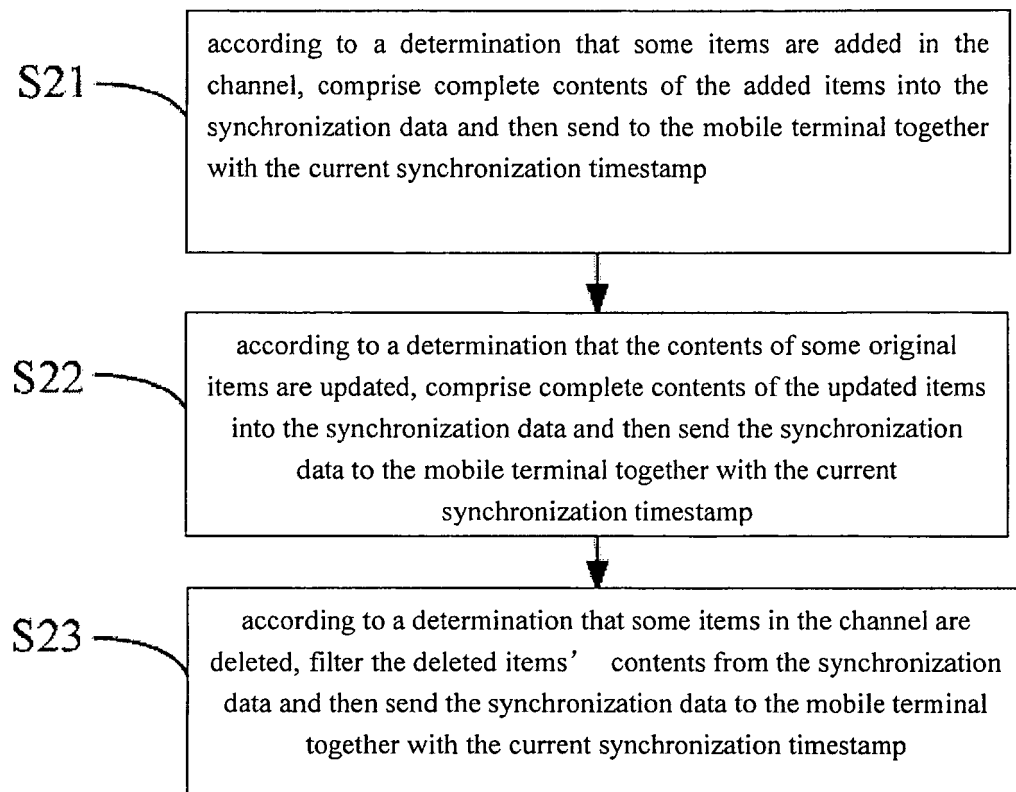 S21
according to a determination that some items are added in the
channel, comprise complete contents of the added items into the
synchronization data and then send to the mobile terminal together
with the current synchronization timestamp
S22
according to a determination that the contents of some original
items are updated, comprise complete contents of the updated items
into the synchronization data and then send the synchronization
data to the mobile terminal together with the current
synchronization timestamp
S23
according to a determination that some items in the channel are
deleted, filter the deleted items' contents from the synchronization
data and then send the synchronization data to the mobile terminal
together with the current synchronization timestamp